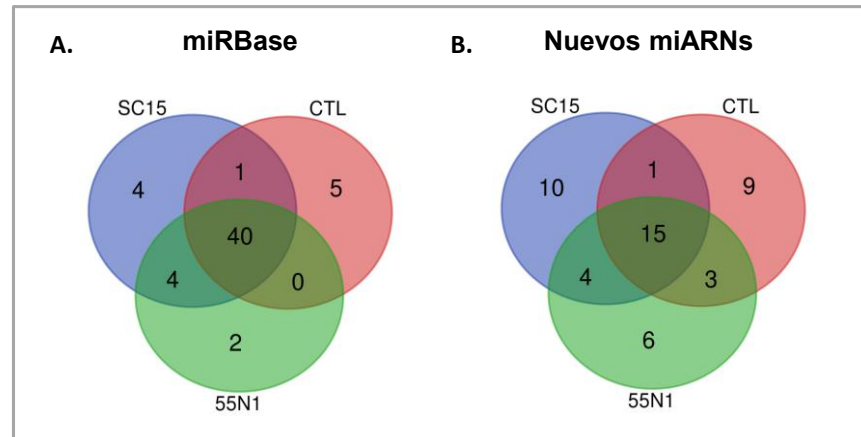 A.
miRBase
SC15
CTL
4
1
5
40
4
0
2
55N1
B.
Nuevos miARNs
SC15
CTL
10
1
9
15
4
3
6
55N1